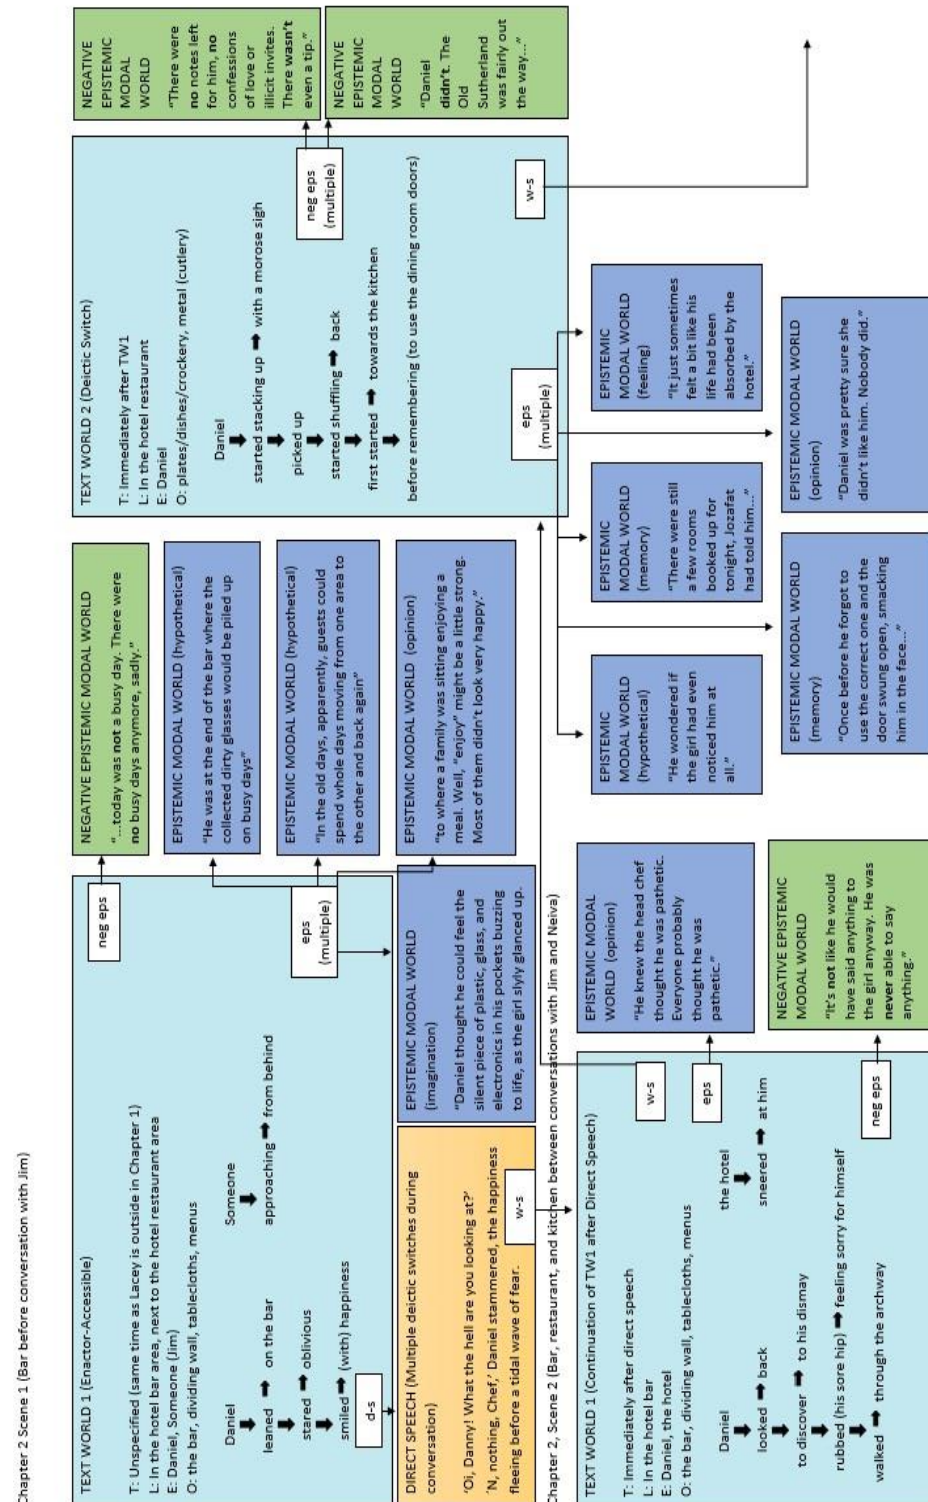 Chapter 2 Scene 1 (Bar before conversation with Jim)
TEXT WORLD 1 (Enactor-Accessible)
T: Unspecified (same time as Lacey is outside in Chapter 1)
L: In the hotel bar area, next to the hotel restaurant area
E: Daniel, Someone (Jim)
O: the bar, dividing wall, tablecloths, menus
Daniel
leaned ➡ on the bar
stared ➡ oblivious
smiled ➡ (with) happiness
Someone
approaching ➡ from behind
d-s
neg eps
eps
(multiple)
NEGATIVE EPISTEMIC MODAL WORLD
"...today was not a busy day. There were
no busy days anymore, sadly."
EPISTEMIC MODAL WORLD (hypothetical)
"He was at the end of the bar where the
collected dirty glasses would be piled up
on busy days"
EPISTEMIC MODAL WORLD (hypothetical)
"In the old days, apparently, guests could
spend whole days moving from one area to
the other and back again"
EPISTEMIC MODAL WORLD (opinion)
"to where a family was sitting enjoying a
meal. Well, "enjoy" might be a little strong.
Most of them didn't look very happy."
DIRECT SPEECH (Multiple deictic switches during
conversation)
'Oi, Danny! What the hell are you looking at?'
'N, nothing, Chef,' Daniel stammered, the happiness
fleeing before a tidal wave of fear.
w-s
EPISTEMIC MODAL WORLD
(imagination)
"Daniel thought he could feel the
silent piece of plastic, glass, and
electronics in his pockets buzzing
to life, as the girl slyly glanced up.
Chapter 2, Scene 2 (Bar, restaurant, and kitchen between conversations with Jim and Neiva)
TEXT WORLD 1 (Continuation of TW1 after Direct Speech)
T: Immediately after direct speech
L: In the hotel bar
E: Daniel, the hotel
O: the bar, dividing wall, tablecloths, menus
Daniel
looked ➡ back
to discover ➡ to his dismay
rubbed (his sore hip) ➡ feeling sorry for himself
walked ➡ through the archway
the hotel
sneered ➡ at him
w-s
eps
neg eps
EPISTEMIC MODAL
WORLD (opinion)
"He knew the head chef
thought he was pathetic.
Everyone probably
thought he was
pathetic."
NEGATIVE EPISTEMIC
MODAL WORLD
"It's not like he would
have said anything to
the girl anyway. He was
never able to say
anything."
TEXT WORLD 2 (Deictic Switch)
T: Immediately after TW1
L: In the hotel restaurant
E: Daniel
O: plates/dishes/crockery, metal (cutlery)
Daniel
started stacking up ➡ with a morose sigh
picked up
started shuffling ➡ back
first started ➡ towards the kitchen
before remembering (to use the dining room doors)
neg eps
(multiple)
eps
(multiple)
w-s
NEGATIVE
EPISTEMIC
MODAL
WORLD
"There were
no notes left
for him, no
confessions
of love or
illicit invites.
There wasn't
even a tip."
NEGATIVE
EPISTEMIC
MODAL
WORLD
"Daniel
didn't. The
Old
Sutherland
was fairly out
the way..."
EPISTEMIC
MODAL WORLD
(hypothetical)
"He wondered if
the girl had even
noticed him at
all."
EPISTEMIC
MODAL WORLD
(memory)
"There were still
a few rooms
booked up for
tonight, Jozafat
had told him..."
EPISTEMIC
MODAL WORLD
(feeling)
"It just sometimes
felt a bit like his
life had been
absorbed by the
hotel."
EPISTEMIC MODAL WORLD
(memory)
"Once before he forgot to
use the correct one and the
door swung open, smacking
him in the face..."
EPISTEMIC MODAL WORLD
(opinion)
"Daniel was pretty sure she
didn't like him. Nobody did."